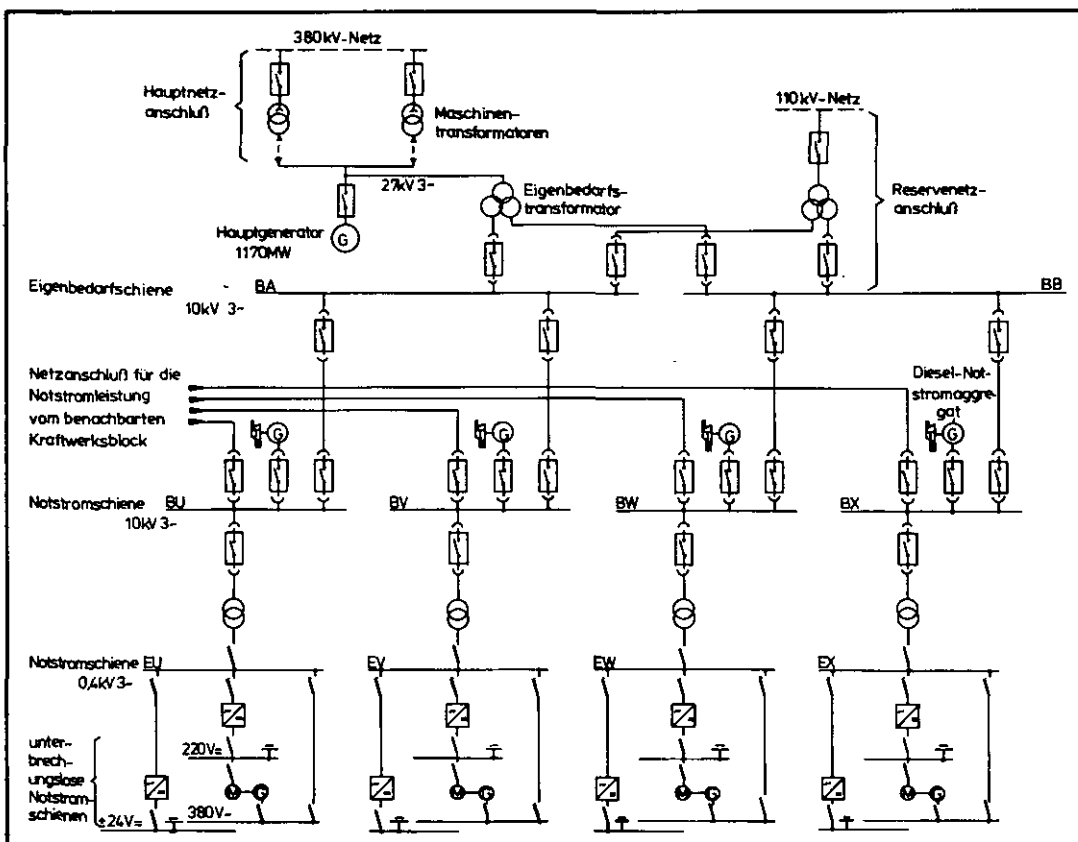 380kV-Netz
Hauptnetz-
anschluß
Maschinen-
transformatoren
110kV-Netz
27kV 3~
Eigenbedarfs-
transformator
Reservenetz-
anschluß
G
Hauptgenerator
1170MW
Eigenbedarfschiene
BA
BB
10kV 3~
Netzanschluß für die
Notstromleistung
vom benachbarten
Kraftwerksblock
Diesel-Not-
stromaggre-
gat
G
G
G
G
Notstromschiene
BU
BV
BW
BX
10kV 3~
Notstromschiene EU
EV
EW
EX
0,4kV 3~
unter-
brech-
ungslose
Notstrom-
schienen
220V=
M G
M G
M G
M G
±24V=
380V~